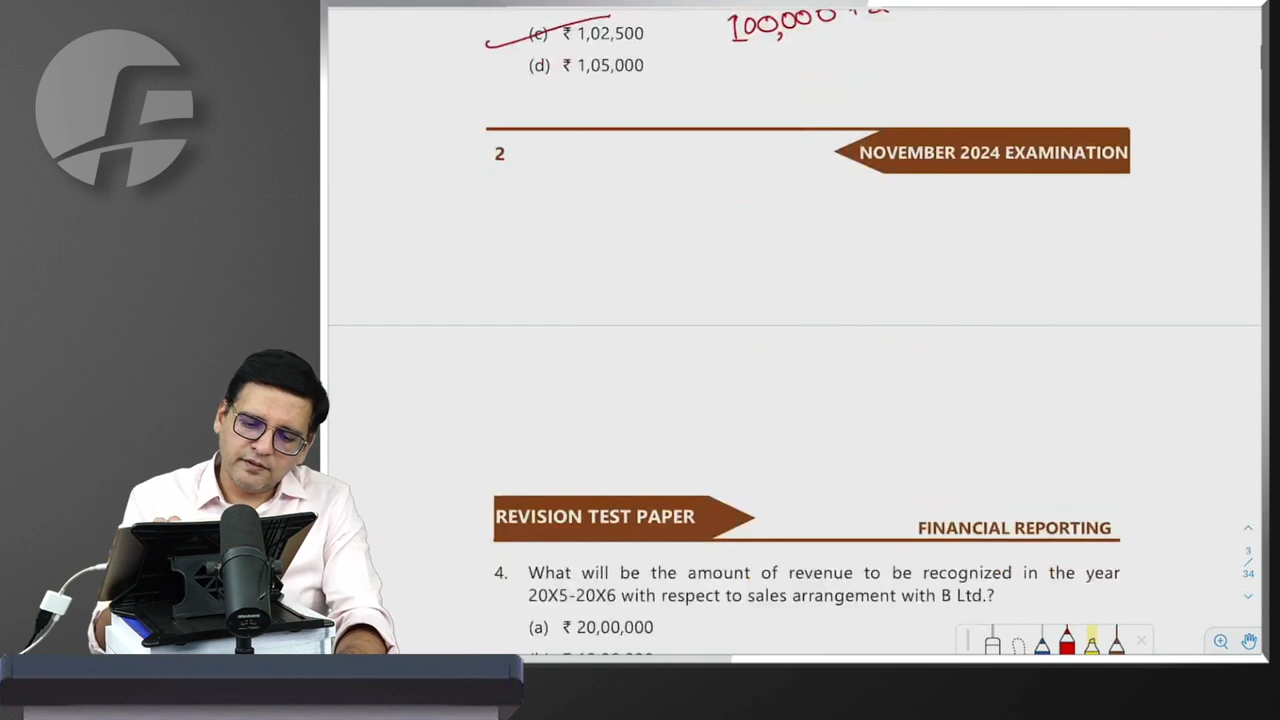 (c) ₹ 1,02,500
100,000 +
(d) ₹ 1,05,000
2
NOVEMBER 2024 EXAMINATION
REVISION TEST PAPER
FINANCIAL REPORTING
3
/
34
4. What will be the amount of revenue to be recognized in the year
20X5-20X6 with respect to sales arrangement with B Ltd.?
(a) ₹ 20,00,000